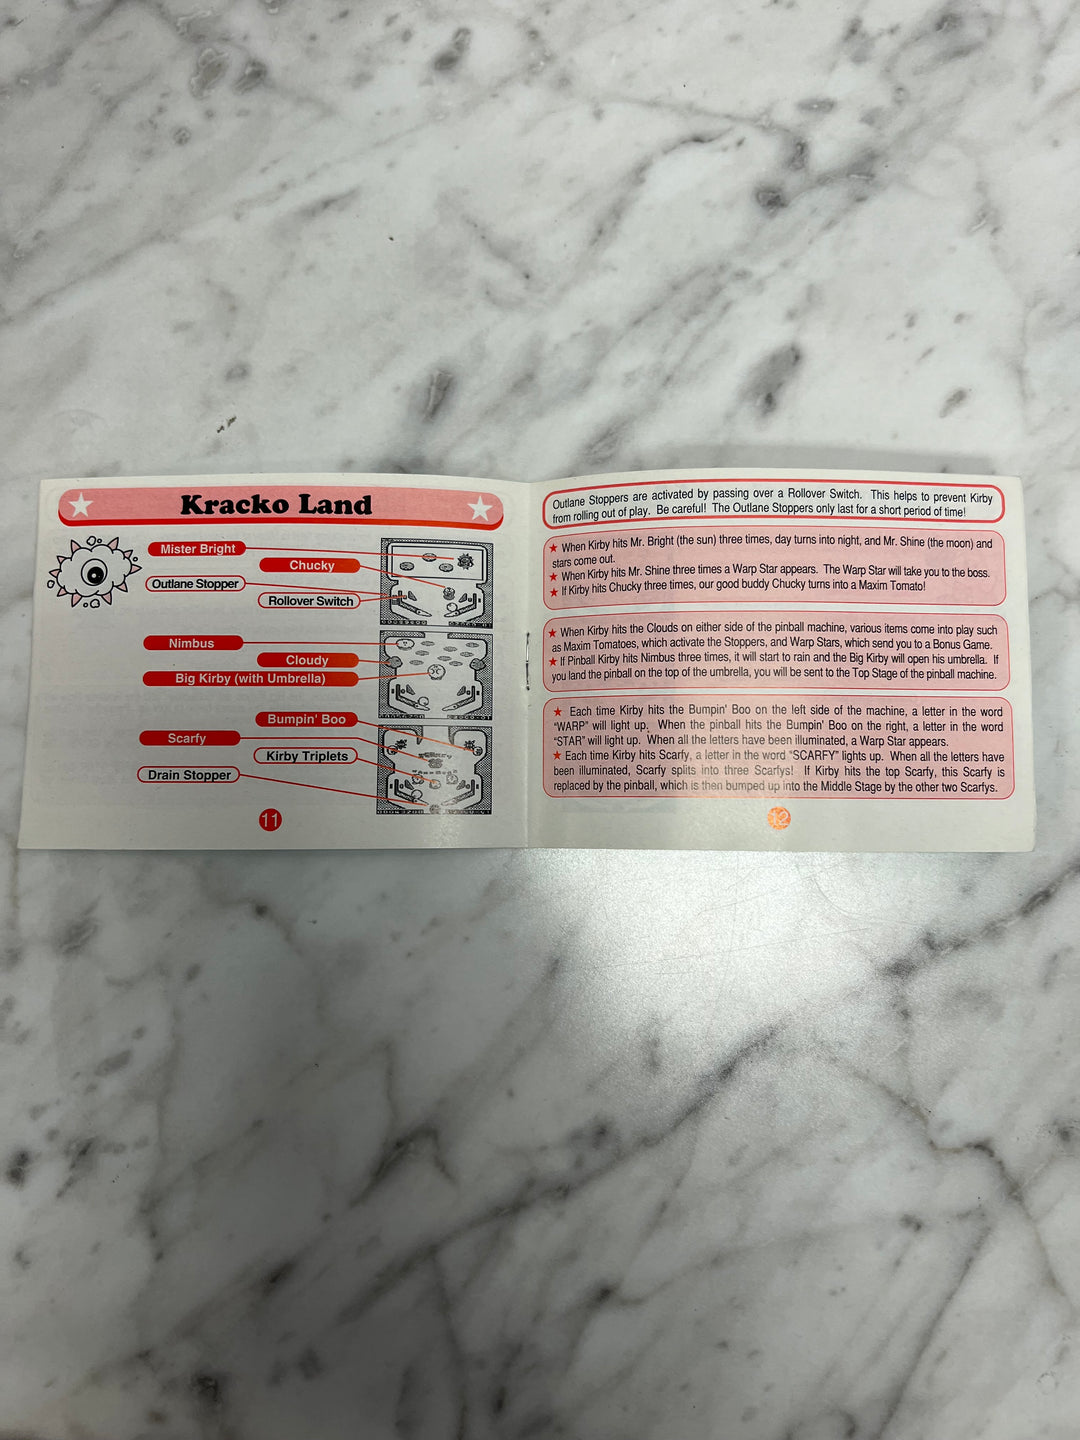 Kracko Land
Mister Bright
Chucky
Outlane Stopper
Rollover Switch
Nimbus
Cloudy
Big Kirby (with Umbrella)
Bumpin' Boo
Scarfy
Kirby Triplets
Drain Stopper
11
Outlane Stoppers are activated by passing over a Rollover Switch. This helps to prevent Kirby
from rolling out of play. Be careful! The Outlane Stoppers only last for a short period of time!
★ When Kirby hits Mr. Bright (the sun) three times, day turns into night, and Mr. Shine (the moon) and
stars come out.
★ When Kirby hits Mr. Shine three times a Warp Star appears. The Warp Star will take you to the boss.
★ If Kirby hits Chucky three times, our good buddy Chucky turns into a Maxim Tomato!
★ When Kirby hits the Clouds on either side of the pinball machine, various items come into play such
as Maxim Tomatoes, which activate the Stoppers, and Warp Stars, which send you to a Bonus Game.
★ If Pinball Kirby hits Nimbus three times, it will start to rain and the Big Kirby will open his umbrella. If
you land the pinball on the top of the umbrella, you will be sent to the Top Stage of the pinball machine.
★ Each time Kirby hits the Bumpin' Boo on the left side of the machine, a letter in the word
"WARP" will light up. When the pinball hits the Bumpin' Boo on the right, a letter in the word
"STAR" will light up. When all the letters have been illuminated, a Warp Star appears.
★ Each time Kirby hits Scarfy, a letter in the word "SCARFY" lights up. When all the letters have
been illuminated, Scarfy splits into three Scarfys! If Kirby hits the top Scarfy, this Scarfy is
replaced by the pinball, which is then bumped up into the Middle Stage by the other two Scarfys.
12